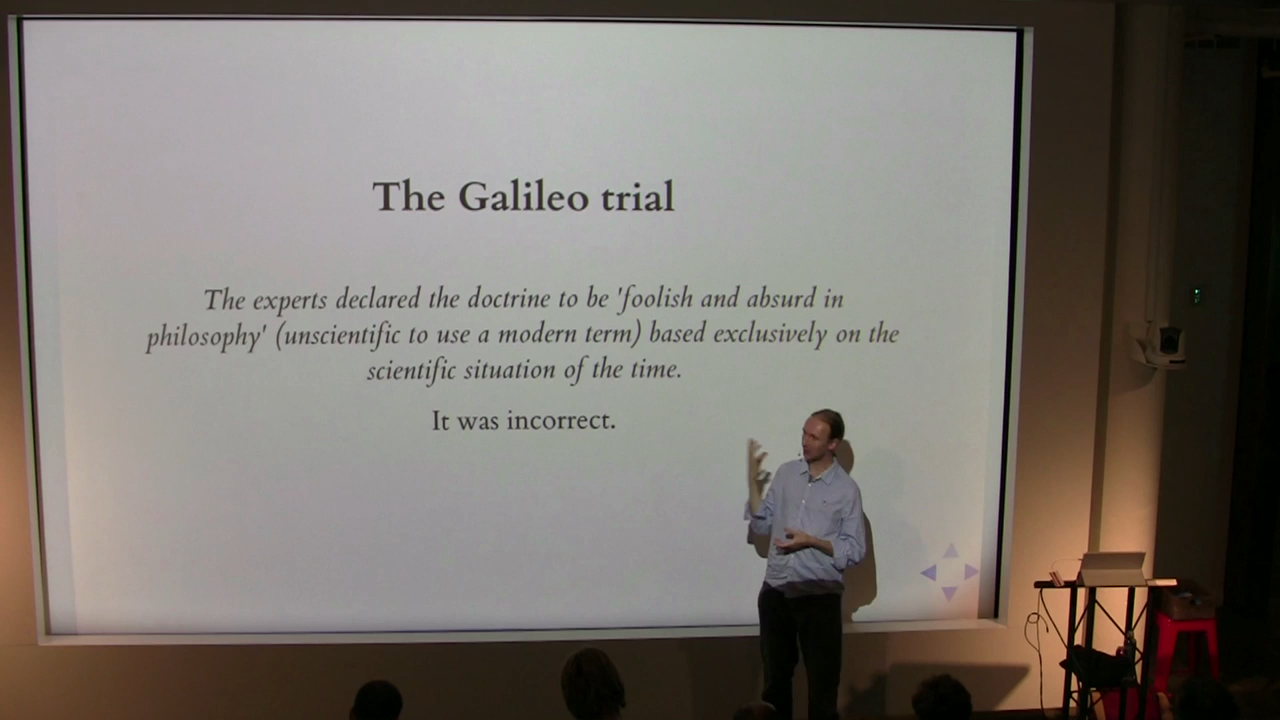 The Galileo trial
The experts declared the doctrine to be 'foolish and absurd in
philosophy' (unscientific to use a modern term) based exclusively on the
scientific situation of the time.
It was incorrect.